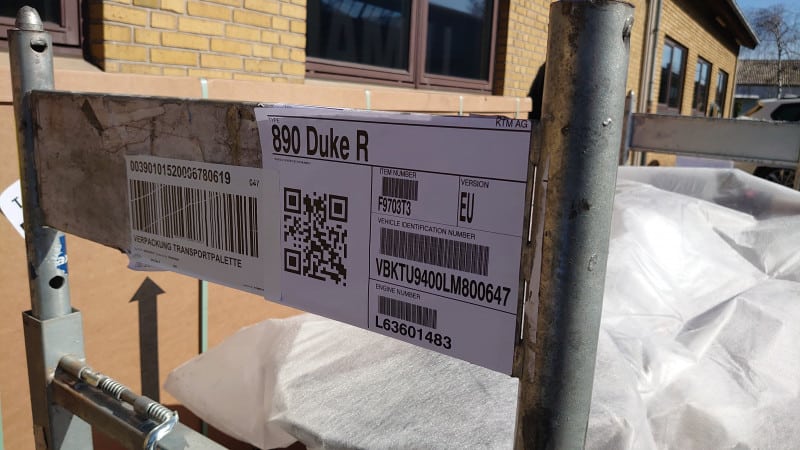 00390101520006780619 047
VERPACKUNG TRANSPORTPALETTE
TYPE
KTM AG
890 Duke R
ITEM NUMBER
F9703T3
VERSION
EU
VEHICLE IDENTIFICATION NUMBER
VBKTU9400LM800647
ENGINE NUMBER
L63601483